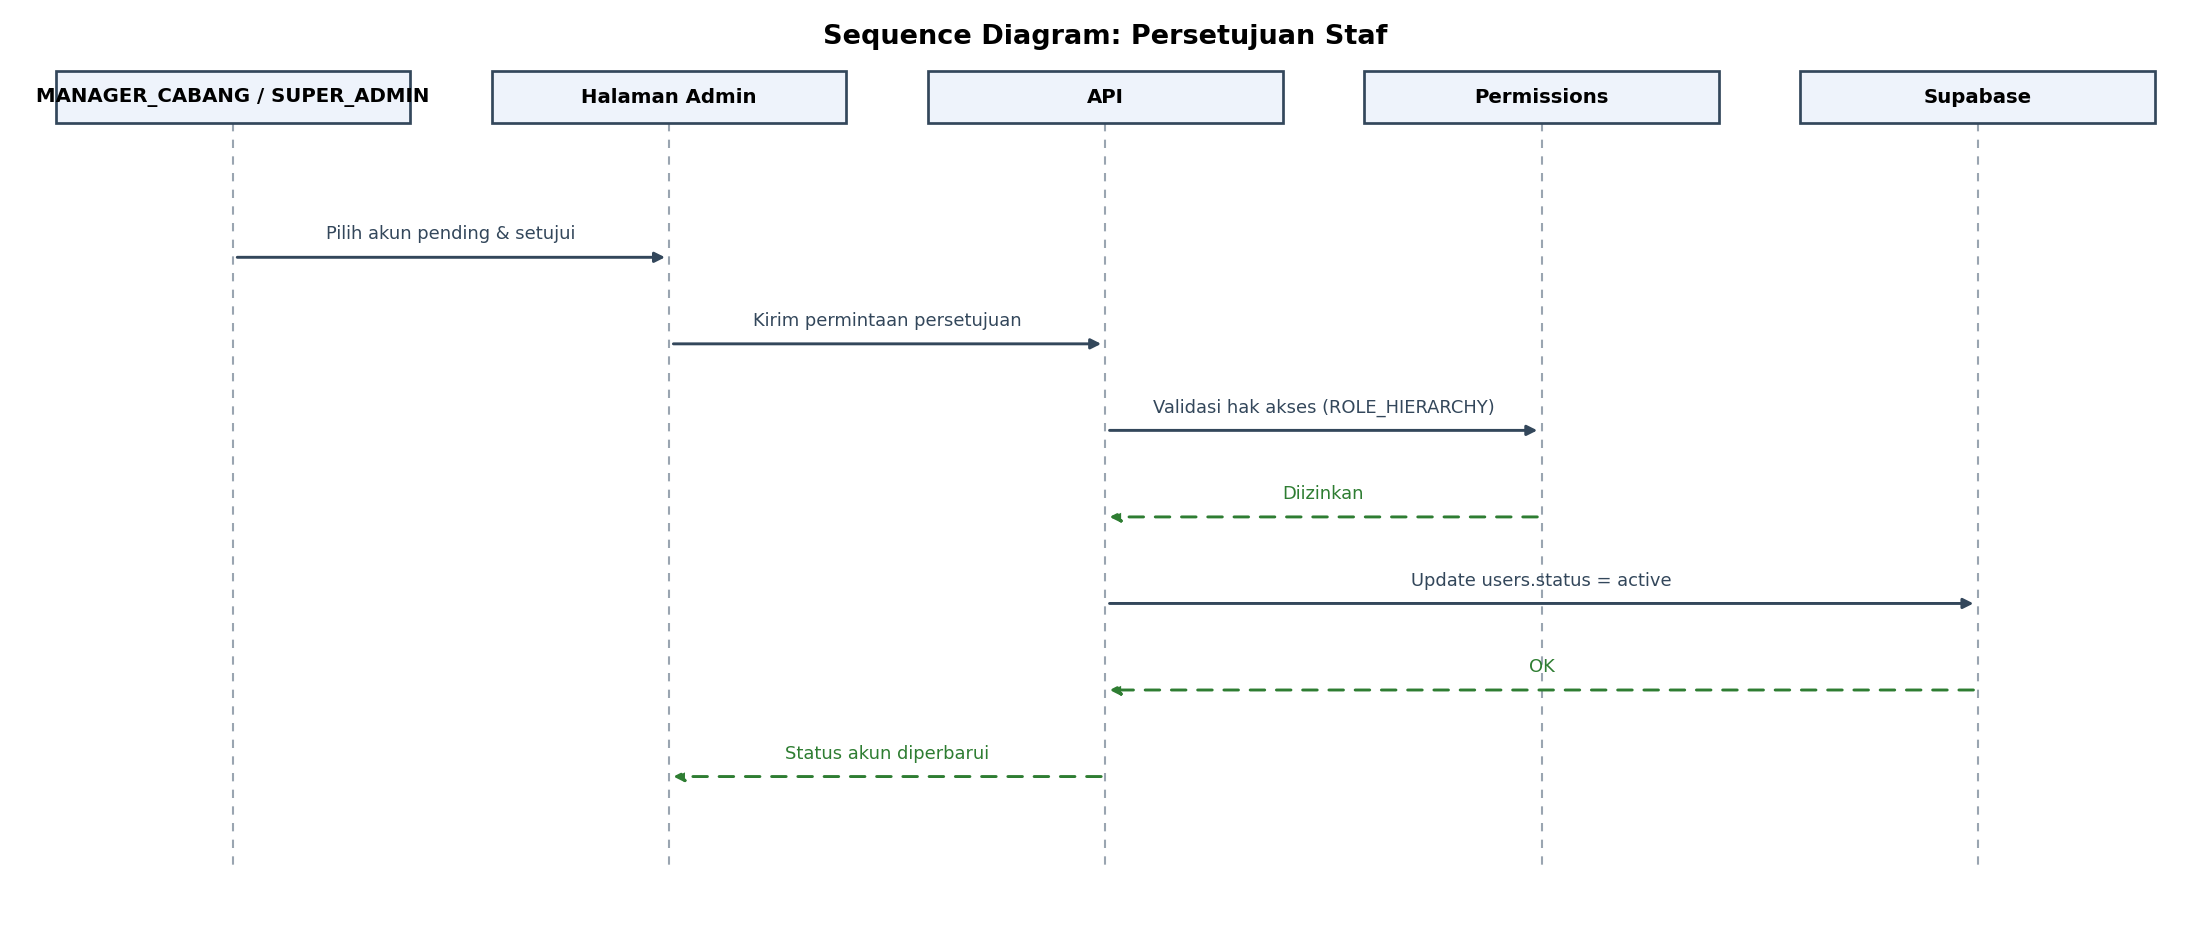 Sequence Diagram: Persetujuan Staf
MANAGER_CABANG / SUPER_ADMIN
Halaman Admin
API
Permissions
Supabase
Pilih akun pending & setujui
Kirim permintaan persetujuan
Validasi hak akses (ROLE_HIERARCHY)
Diizinkan
Update users.status = active
OK
Status akun diperbarui